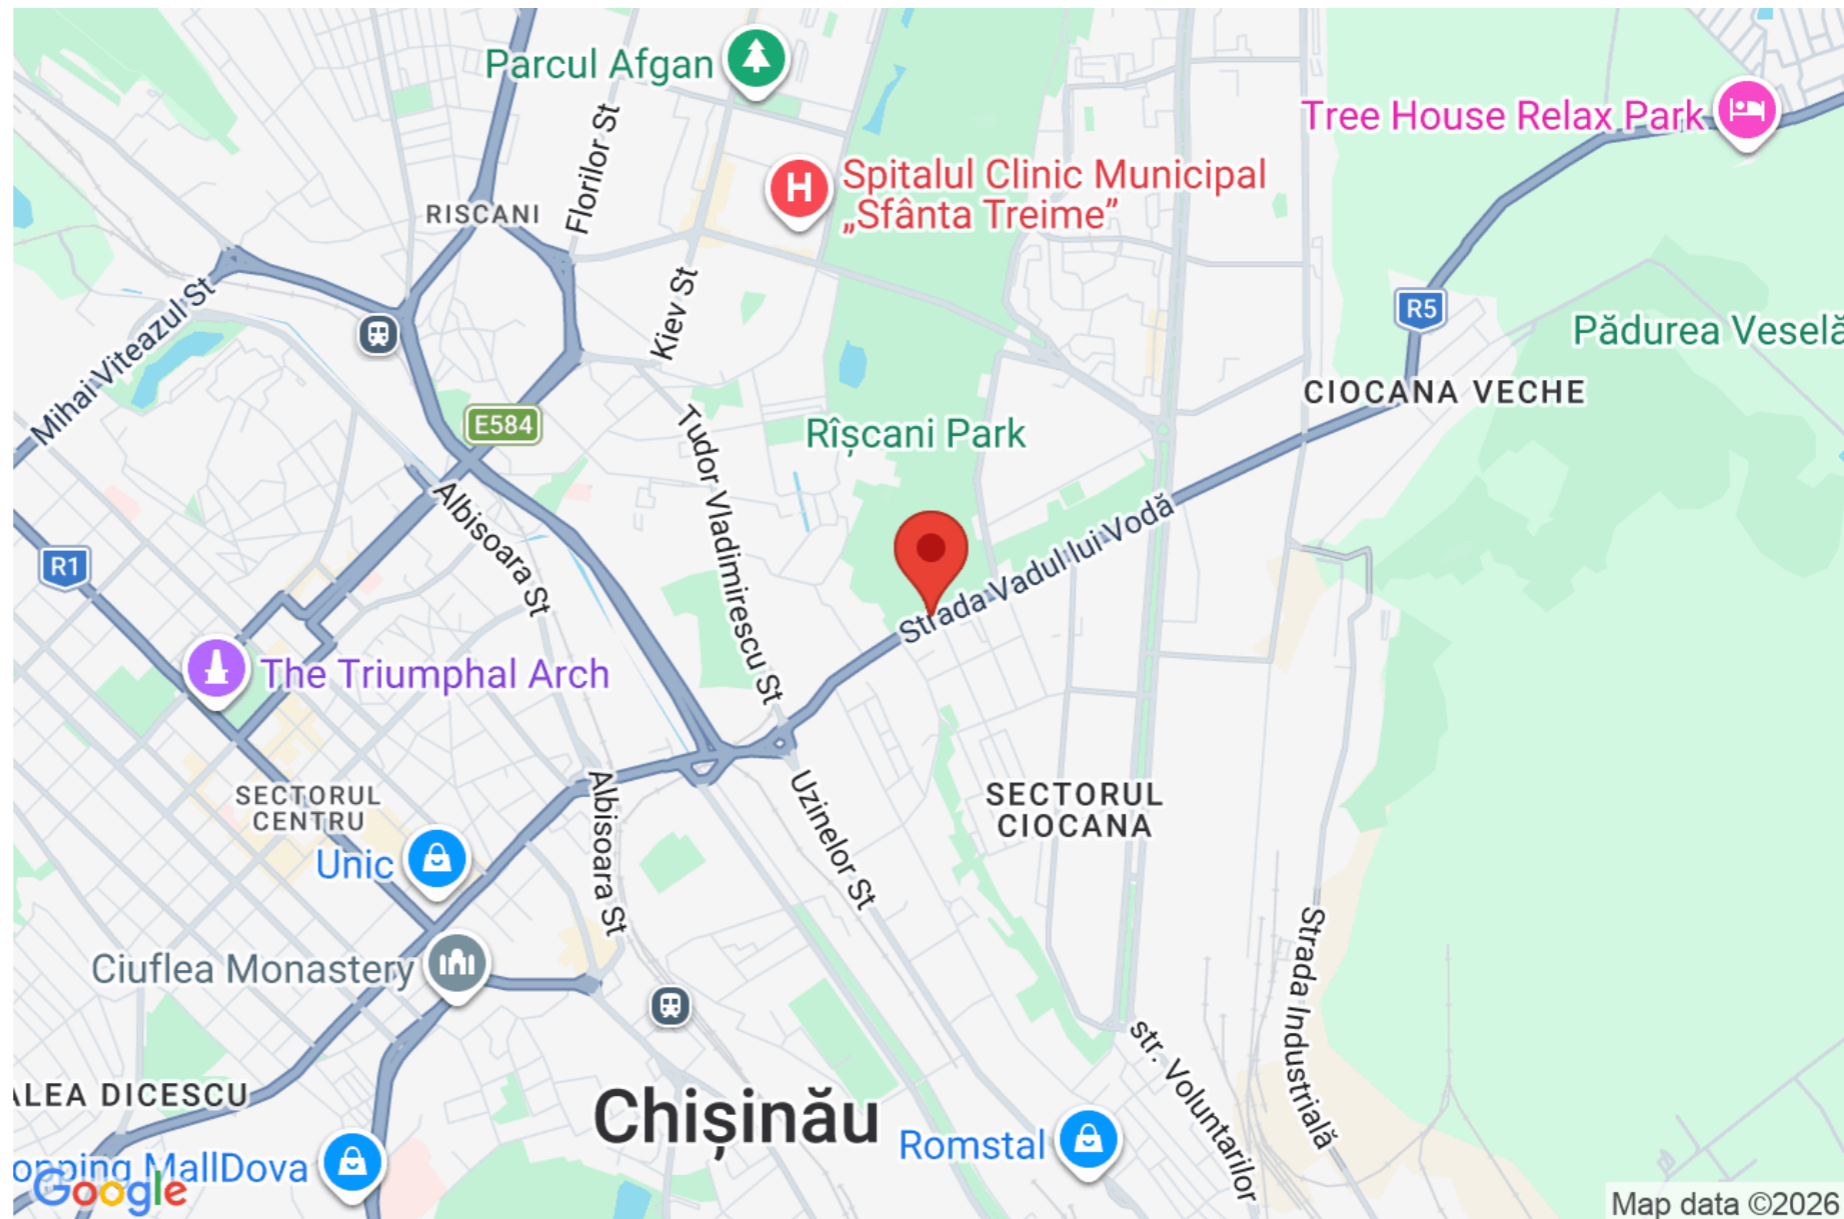 Parcul Afgan
Tree House Relax Park
Florilor St
Spitalul Clinic Municipal
„Sfânta Treime”
H
RISCANI
Mihai Viteazul St
Kiev St
R5
Pădurea Veselă
CIOCANA VECHE
E584
Rîșcani Park
Tudor Vladimirescu St
Albisoara St
Strada Vadul lui Vodă
R1
The Triumphal Arch
SECTORUL
CENTRU
Albisoara St
Uzinelor St
SECTORUL
CIOCANA
Unic
Ciuflea Monastery
Strada Industrială
str. Voluntarilor
ALEA DICESCU
Chișinău
Romstal
opping MallDova
Google
Map data ©2026